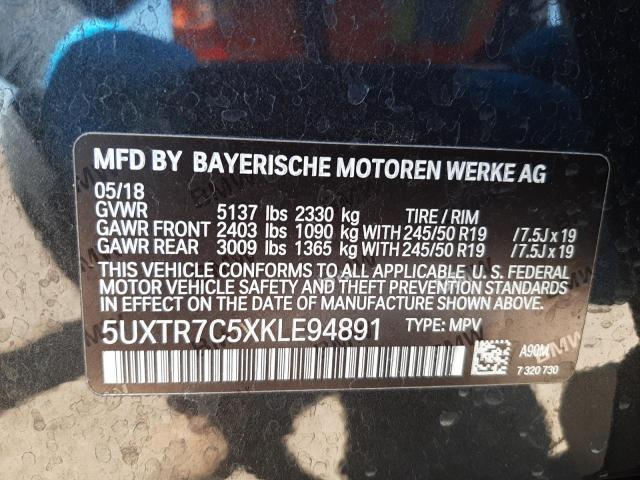 MFD BY BAYERISCHE MOTOREN WERKE AG
05/18
GVWR 5137 lbs 2330 kg TIRE / RIM
GAWR FRONT 2403 lbs 1090 kg WITH 245/50 R19 /7.5J x 19
GAWR REAR 3009 lbs 1365 kg WITH 245/50 R19 /7.5J x 19
THIS VEHICLE CONFORMS TO ALL APPLICABLE U. S. FEDERAL
MOTOR VEHICLE SAFETY AND THEFT PREVENTION STANDARDS
IN EFFECT ON THE DATE OF MANUFACTURE SHOWN ABOVE.
5UXTR7C5XKLE94891 TYPE: MPV
A90M
7 320 730